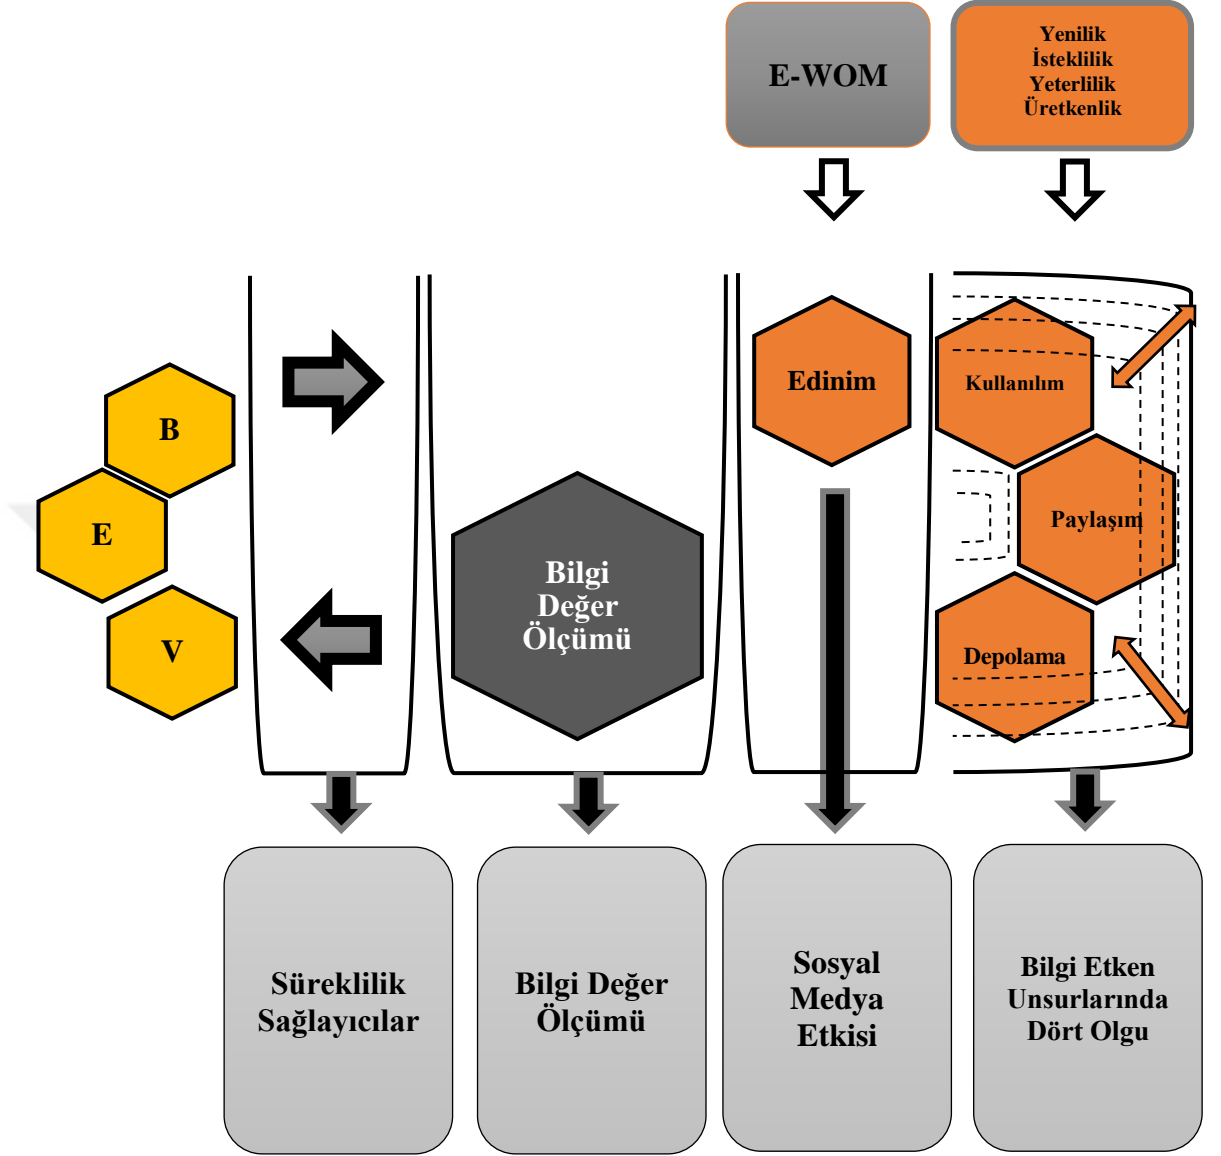 E-WOM
Yenilik
İsteklilik
Yeterlilik
Üretkenlik
B
E
V
Bilgi
Değer
Ölçümü
Edinim
Kullanılım
Paylaşım
Depolama
Süreklilik
Sağlayıcılar
Bilgi Değer
Ölçümü
Sosyal
Medya
Etkisi
Bilgi Etken
Unsurlarında
Dört Olgu